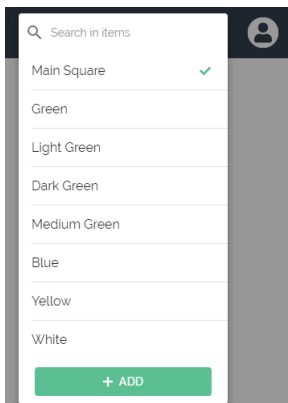 Search in items
Main Square
Green
Light Green
Dark Green
Medium Green
Blue
Yellow
White
+ ADD